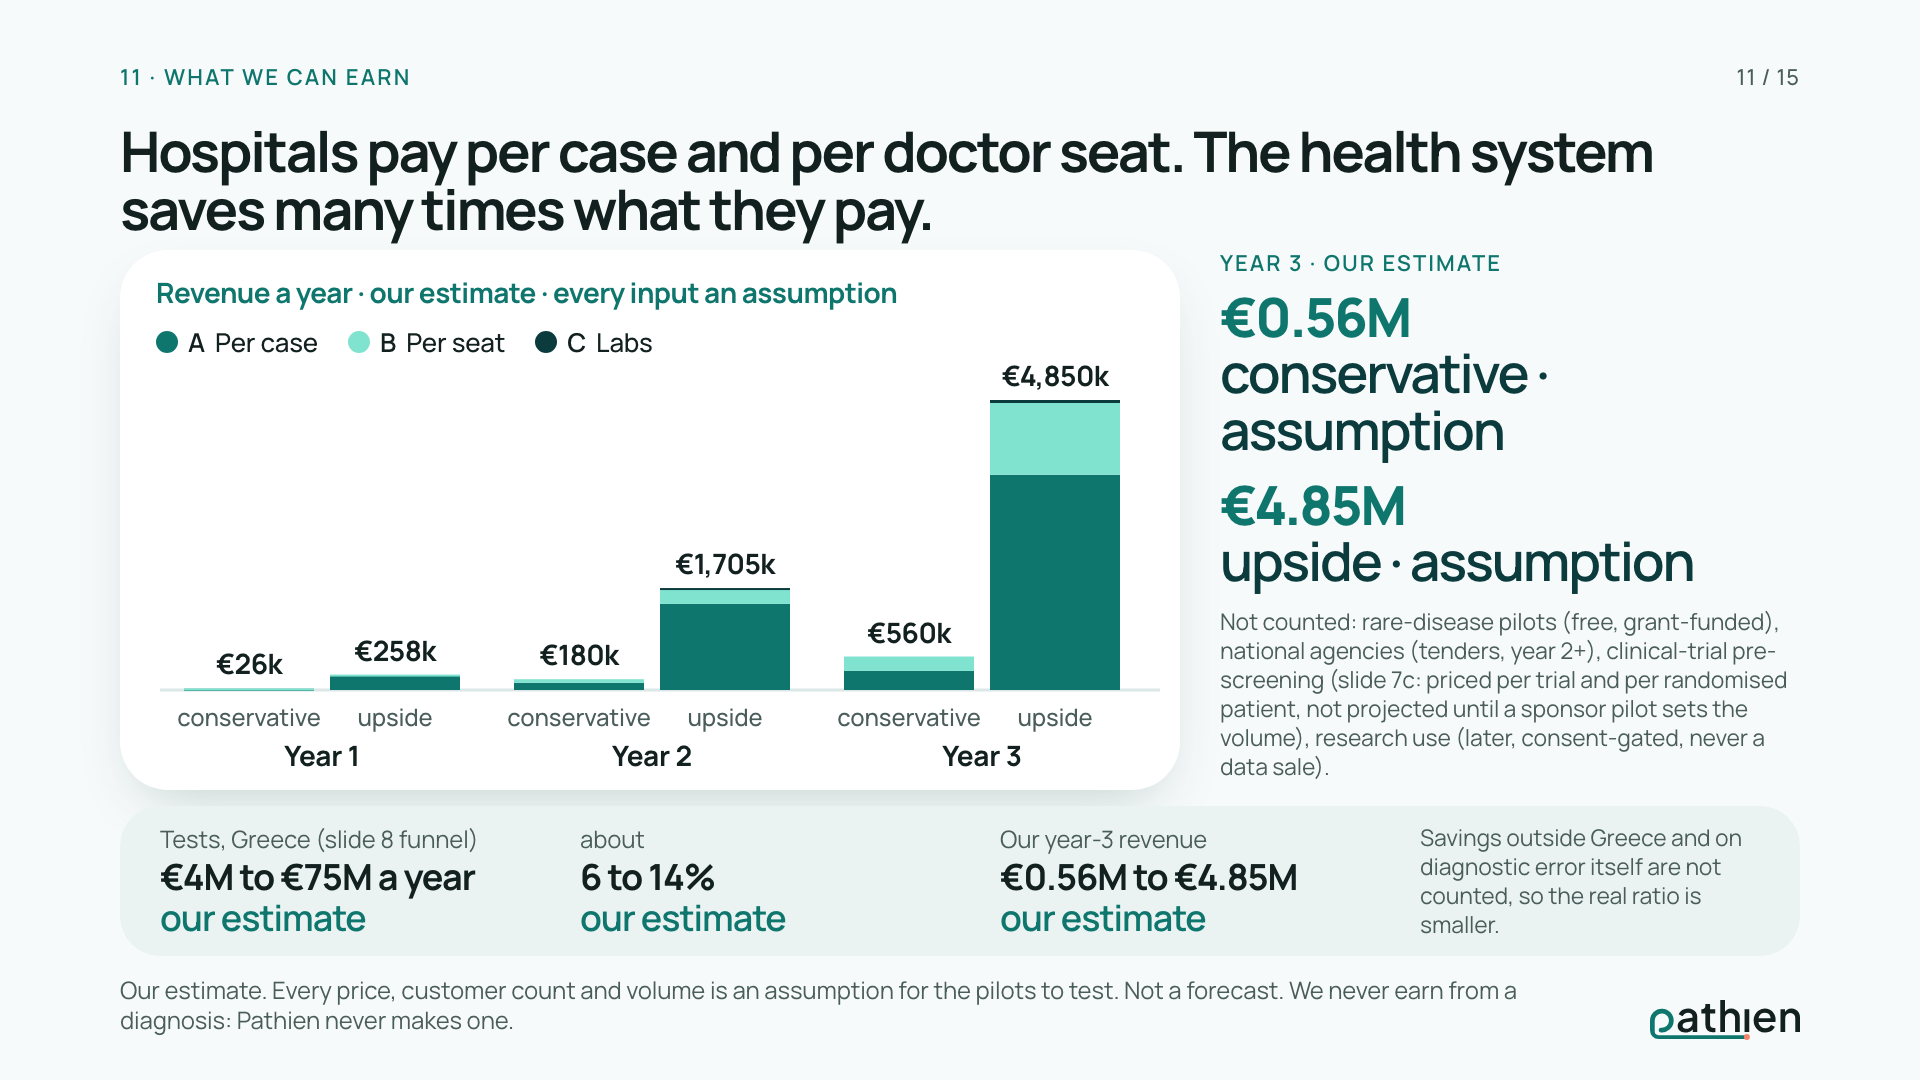 11 · WHAT WE CAN EARN
11 / 15
Hospitals pay per case and per doctor seat. The health system
saves many times what they pay.
Revenue a year · our estimate · every input an assumption
A Per case B Per seat C Labs
€26k
€258k
€180k
€1,705k
€560k
€4,850k
conservative upside conservative upside conservative upside
Year 1 Year 2 Year 3
YEAR 3 · OUR ESTIMATE
€0.56M
conservative ·
assumption
€4.85M
upside · assumption
Not counted: rare-disease pilots (free, grant-funded),
national agencies (tenders, year 2+), clinical-trial pre-
screening (slide 7c: priced per trial and per randomised
patient, not projected until a sponsor pilot sets the
volume), research use (later, consent-gated, never a
data sale).
Tests, Greece (slide 8 funnel)
€4M to €75M a year
our estimate
about
6 to 14%
our estimate
Our year-3 revenue
€0.56M to €4.85M
our estimate
Savings outside Greece and on
diagnostic error itself are not
counted, so the real ratio is
smaller.
Our estimate. Every price, customer count and volume is an assumption for the pilots to test. Not a forecast. We never earn from a
diagnosis: Pathien never makes one.
pathien